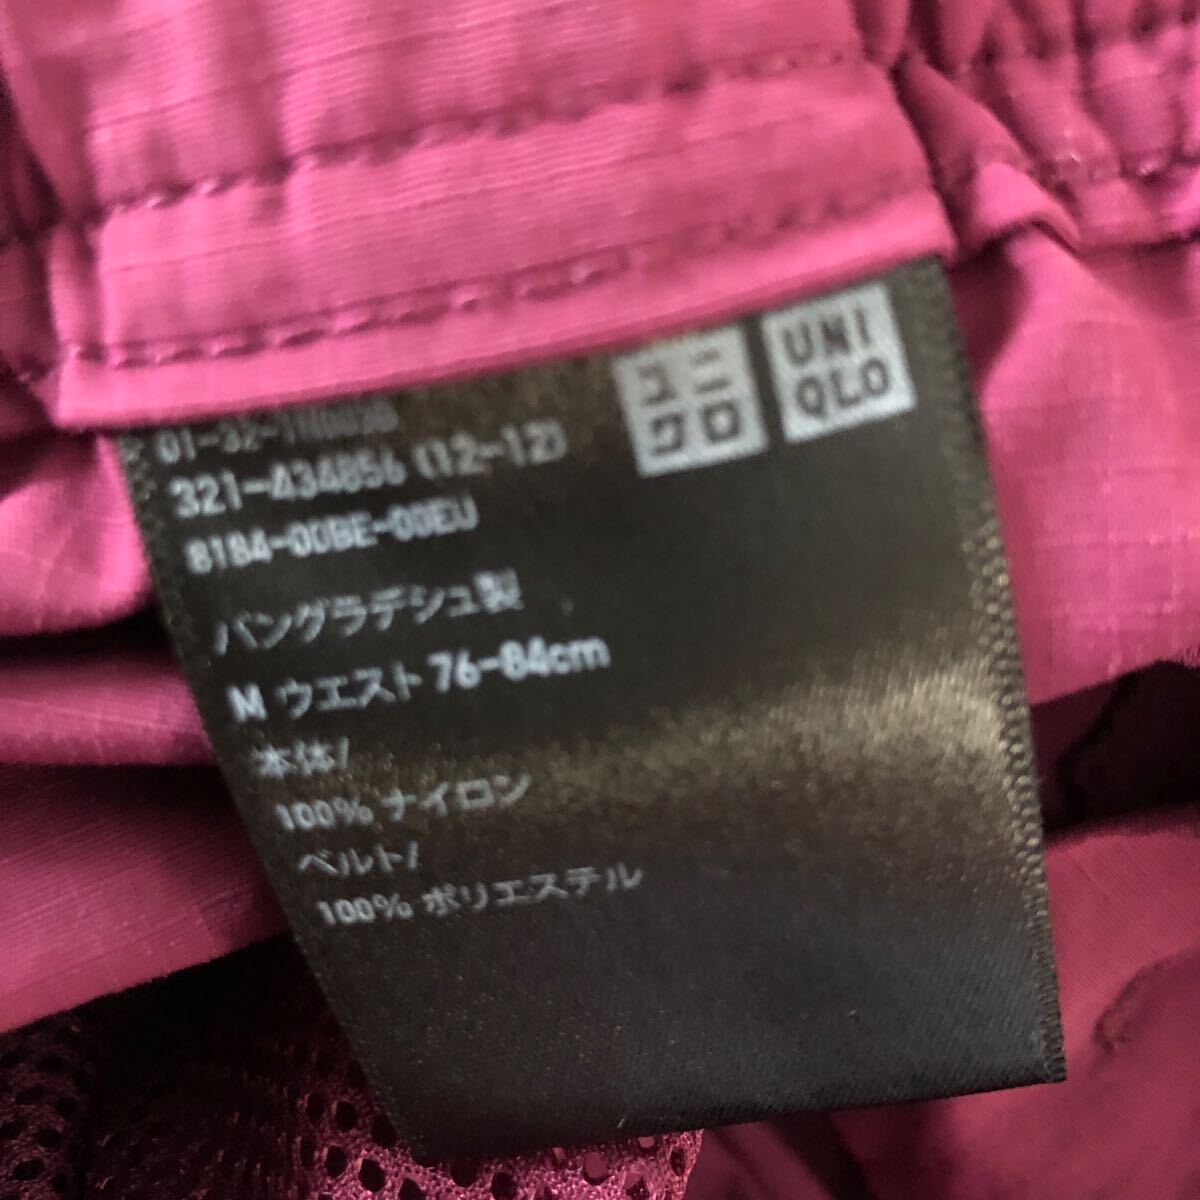 ユニ
クロ
UNI
QLO
321-434856 (12-12)
8184-00BE-00EU
バングラデシュ製
M ウエスト 76-84cm
本体/
100% ナイロン
ベルト/
100% ポリエステル